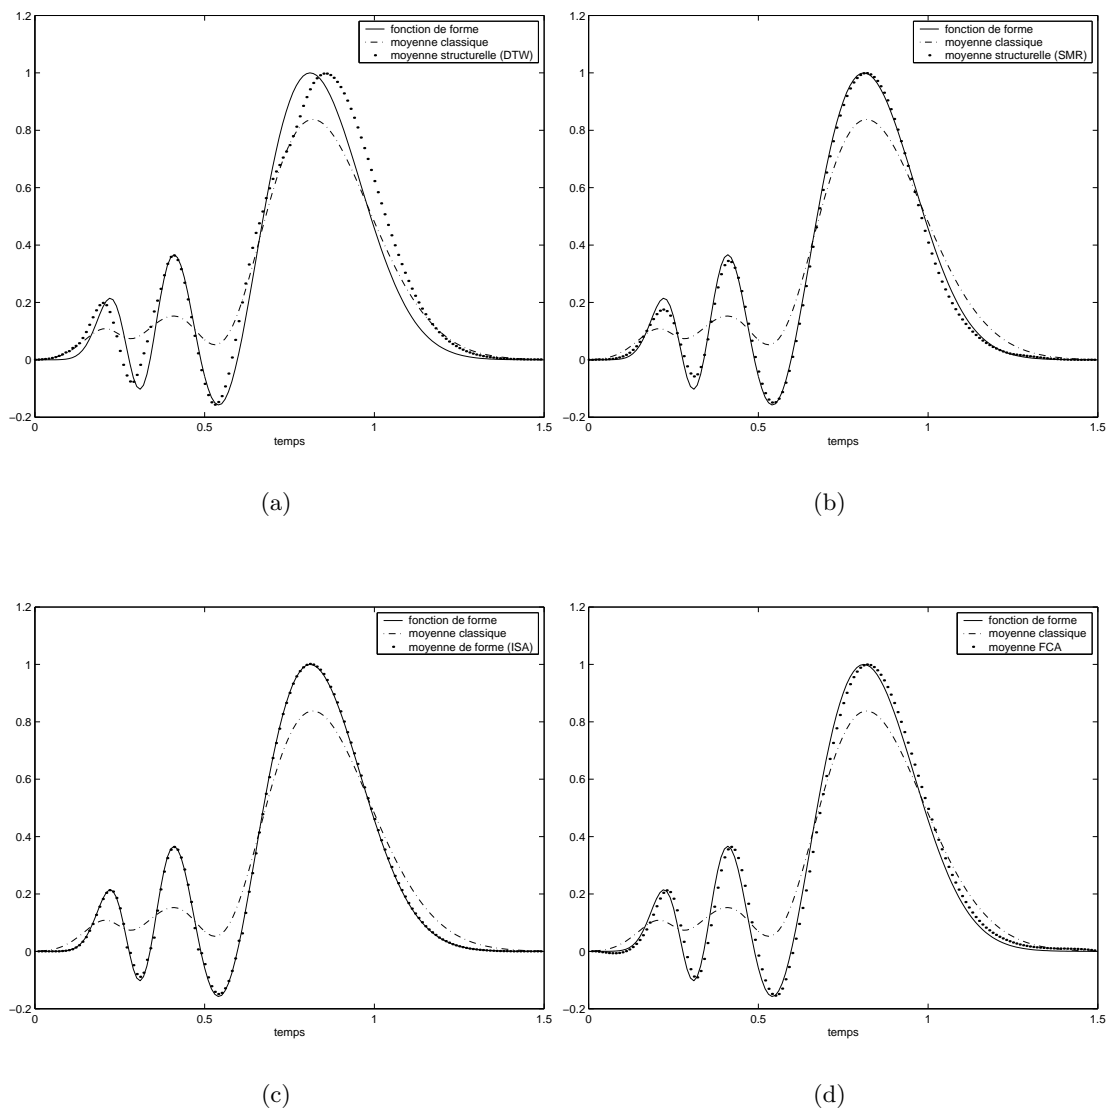 1.2
fonction de forme
moyenne classique
moyenne structurelle (DTW)
1
0.8
0.6
0.4
0.2
0
−0.2
0 0.5 1 1.5
temps
(a)
1.2
fonction de forme
moyenne classique
moyenne structurelle (SMR)
1
0.8
0.6
0.4
0.2
0
−0.2
0 0.5 1 1.5
temps
(b)
1.2
fonction de forme
moyenne classique
moyenne de forme (ISA)
1
0.8
0.6
0.4
0.2
0
−0.2
0 0.5 1 1.5
temps
(c)
1.2
fonction de forme
moyenne classique
moyenne FCA
1
0.8
0.6
0.4
0.2
0
−0.2
0 0.5 1 1.5
temps
(d)